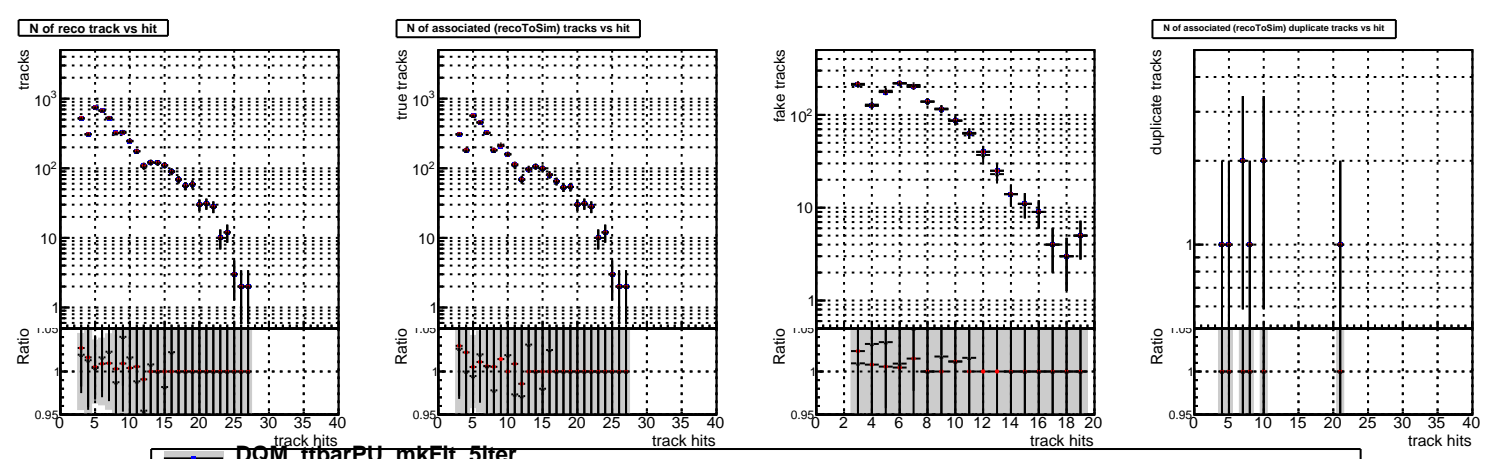 N of reco track vs hit
tracks
10³
10²
10
1
Ratio
1.05
1
0.95
0 5 10 15 20 25 30 35 40
track hits
N of associated (recoToSim) tracks vs hit
true tracks
10³
10²
10
1
Ratio
1.05
1
0.95
0 5 10 15 20 25 30 35 40
track hits
fake tracks
10²
10
1
Ratio
1.05
1
0.95
0 2 4 6 8 10 12 14 16 18 20
track hits
N of associated (recoToSim) duplicate tracks vs hit
duplicate tracks
1
Ratio
1.05
1
0.95
0 5 10 15 20 25 30 35 40
track hits
DQM_ttbarPU_mkFit_5iter